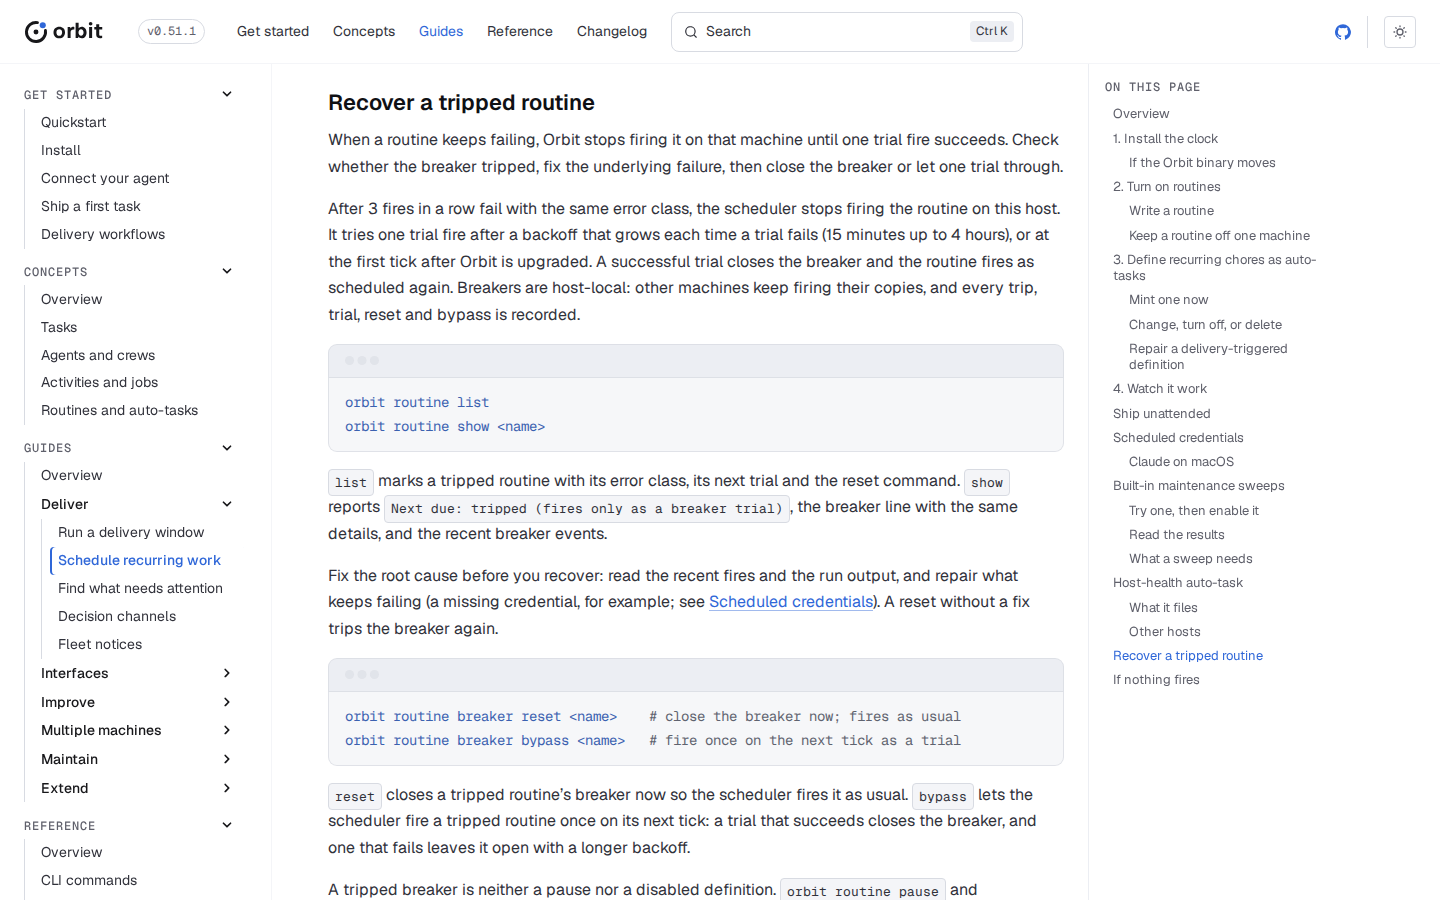 orbit
v0.51.1
Get started
Concepts
Guides
Reference
Changelog
Search
Ctrl K
GET STARTED
Quickstart
Install
Connect your agent
Ship a first task
Delivery workflows
CONCEPTS
Overview
Tasks
Agents and crews
Activities and jobs
Routines and auto-tasks
GUIDES
Overview
Deliver
Run a delivery window
Schedule recurring work
Find what needs attention
Decision channels
Fleet notices
Interfaces
Improve
Multiple machines
Maintain
Extend
REFERENCE
Overview
CLI commands
Recover a tripped routine
When a routine keeps failing, Orbit stops firing it on that machine until one trial fire succeeds. Check
whether the breaker tripped, fix the underlying failure, then close the breaker or let one trial through.
After 3 fires in a row fail with the same error class, the scheduler stops firing the routine on this host.
It tries one trial fire after a backoff that grows each time a trial fails (15 minutes up to 4 hours), or at
the first tick after Orbit is upgraded. A successful trial closes the breaker and the routine fires as
scheduled again. Breakers are host-local: other machines keep firing their copies, and every trip,
trial, reset and bypass is recorded.
orbit routine list
orbit routine show <name>
list marks a tripped routine with its error class, its next trial and the reset command. show
reports Next due: tripped (fires only as a breaker trial), the breaker line with the same
details, and the recent breaker events.
Fix the root cause before you recover: read the recent fires and the run output, and repair what
keeps failing (a missing credential, for example; see Scheduled credentials). A reset without a fix
trips the breaker again.
orbit routine breaker reset <name>    # close the breaker now; fires as usual
orbit routine breaker bypass <name>   # fire once on the next tick as a trial
reset closes a tripped routine’s breaker now so the scheduler fires it as usual. bypass lets the
scheduler fire a tripped routine once on its next tick: a trial that succeeds closes the breaker, and
one that fails leaves it open with a longer backoff.
A tripped breaker is neither a pause nor a disabled definition. orbit routine pause and
ON THIS PAGE
Overview
1. Install the clock
If the Orbit binary moves
2. Turn on routines
Write a routine
Keep a routine off one machine
3. Define recurring chores as auto-
tasks
Mint one now
Change, turn off, or delete
Repair a delivery-triggered
definition
4. Watch it work
Ship unattended
Scheduled credentials
Claude on macOS
Built-in maintenance sweeps
Try one, then enable it
Read the results
What a sweep needs
Host-health auto-task
What it files
Other hosts
Recover a tripped routine
If nothing fires